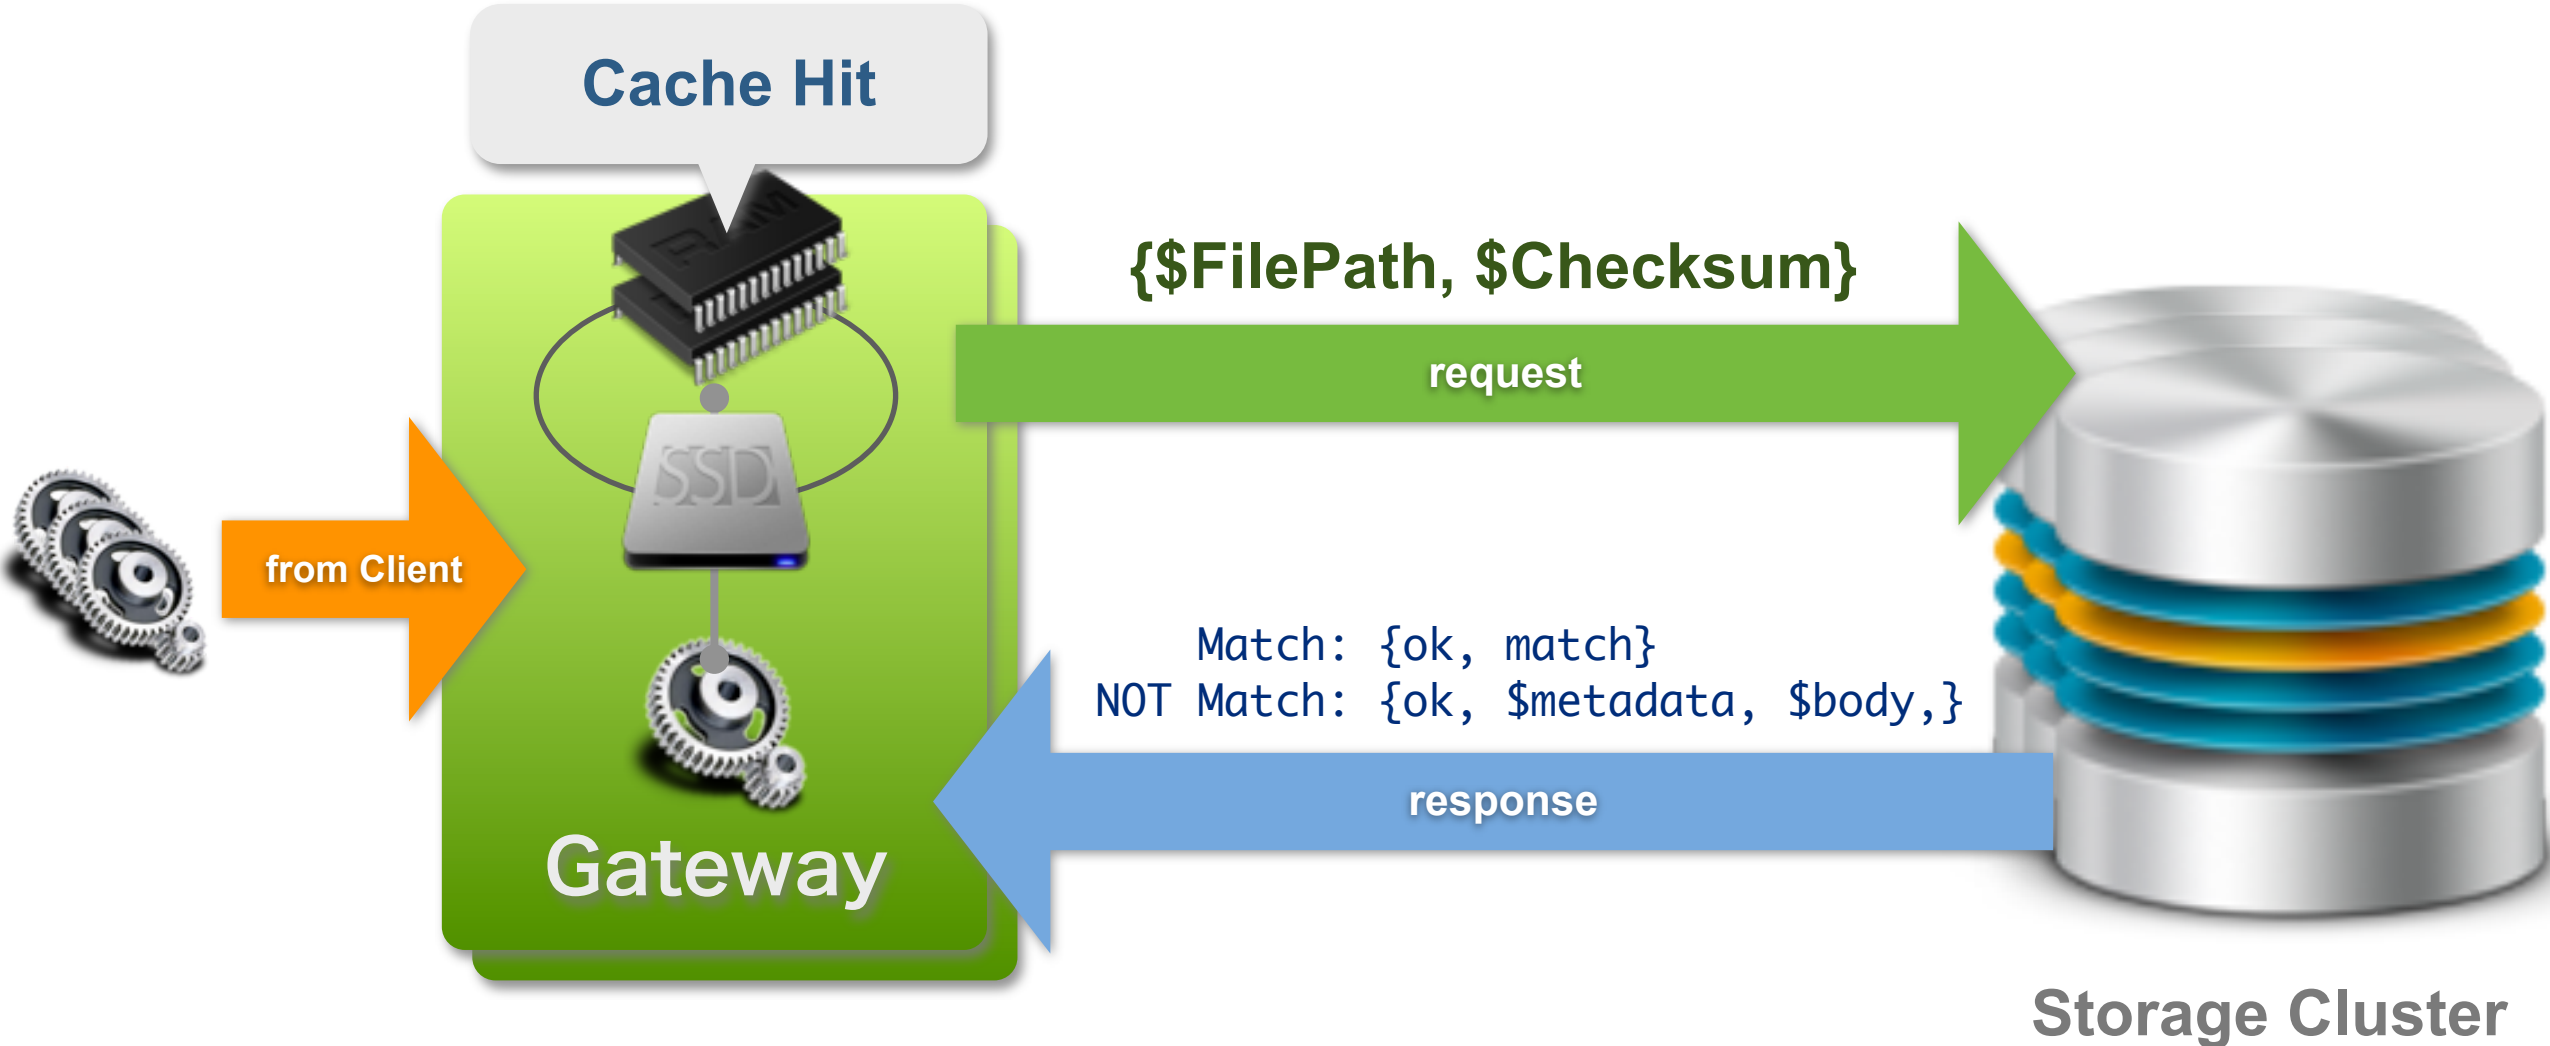 Cache Hit
RAM
{$FilePath, $Checksum}
request
SSD
from Client
Match: {ok, match}
NOT Match: {ok, $metadata, $body,}
response
Gateway
Storage Cluster